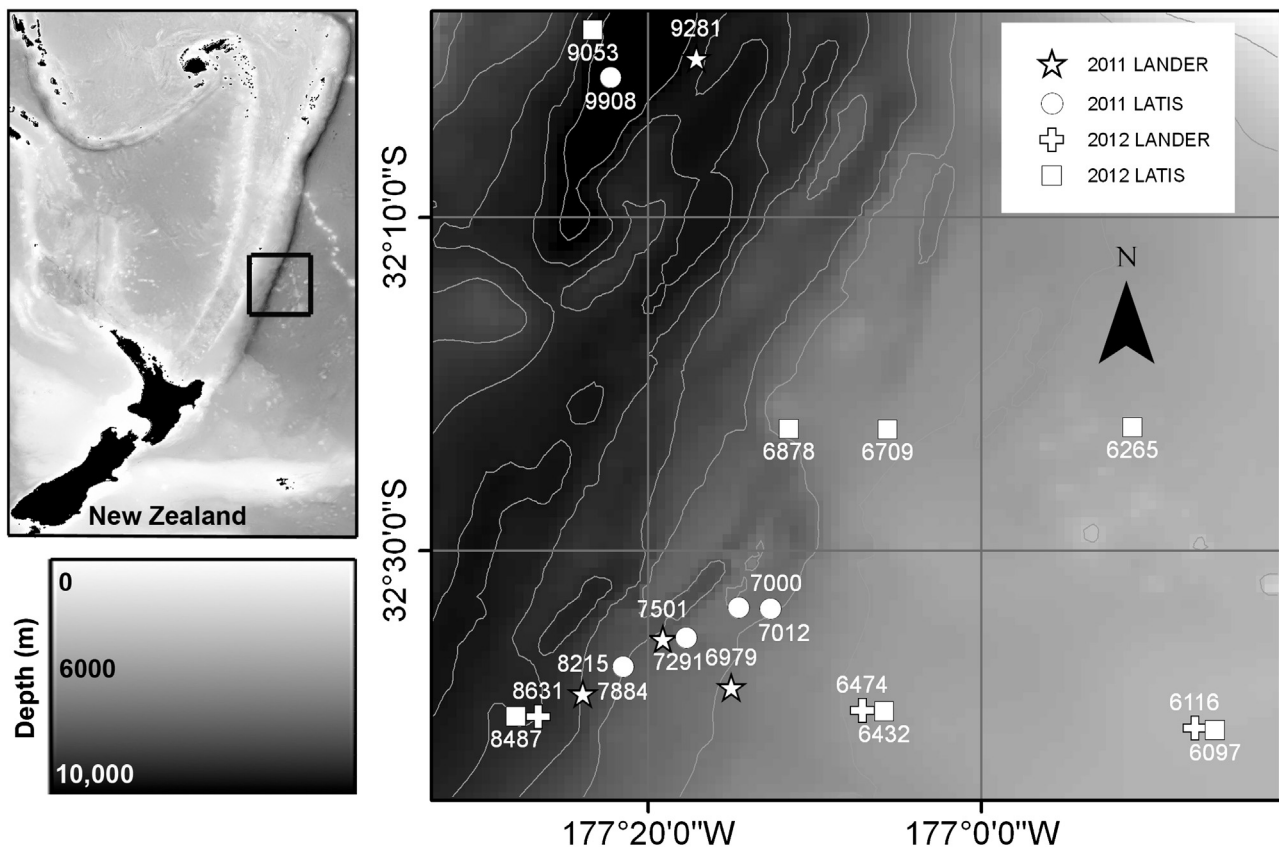 New Zealand
Depth (m)
0
6000
10,000
9053
9281
9908
2011 LANDER
2011 LATIS
2012 LANDER
2012 LATIS
N
32°10'0"S
6878
6709
6265
32°30'0"S
7000
7501
7012
7291
6979
8215
7884
8631
8487
6474
6432
6116
6097
177°20'0"W
177°0'0"W